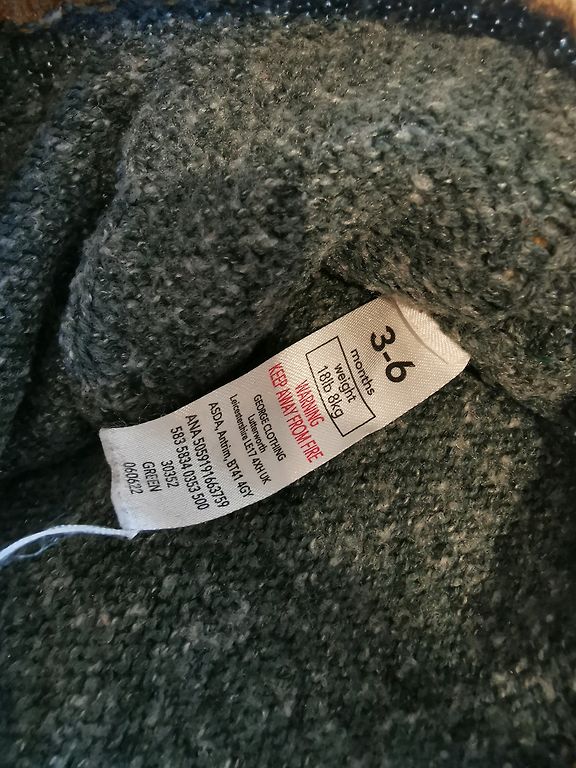 3-6
months
weight
18lb 8kg
WARNING
KEEP AWAY FROM FIRE
GEORGE CLOTHING
Lutterworth
Leicestershire LE17 4XH UK
ASDA, Antrim, BT41 4GY
ANA 5059191663759
583 5834 0353 500
30352
GREEN
060622